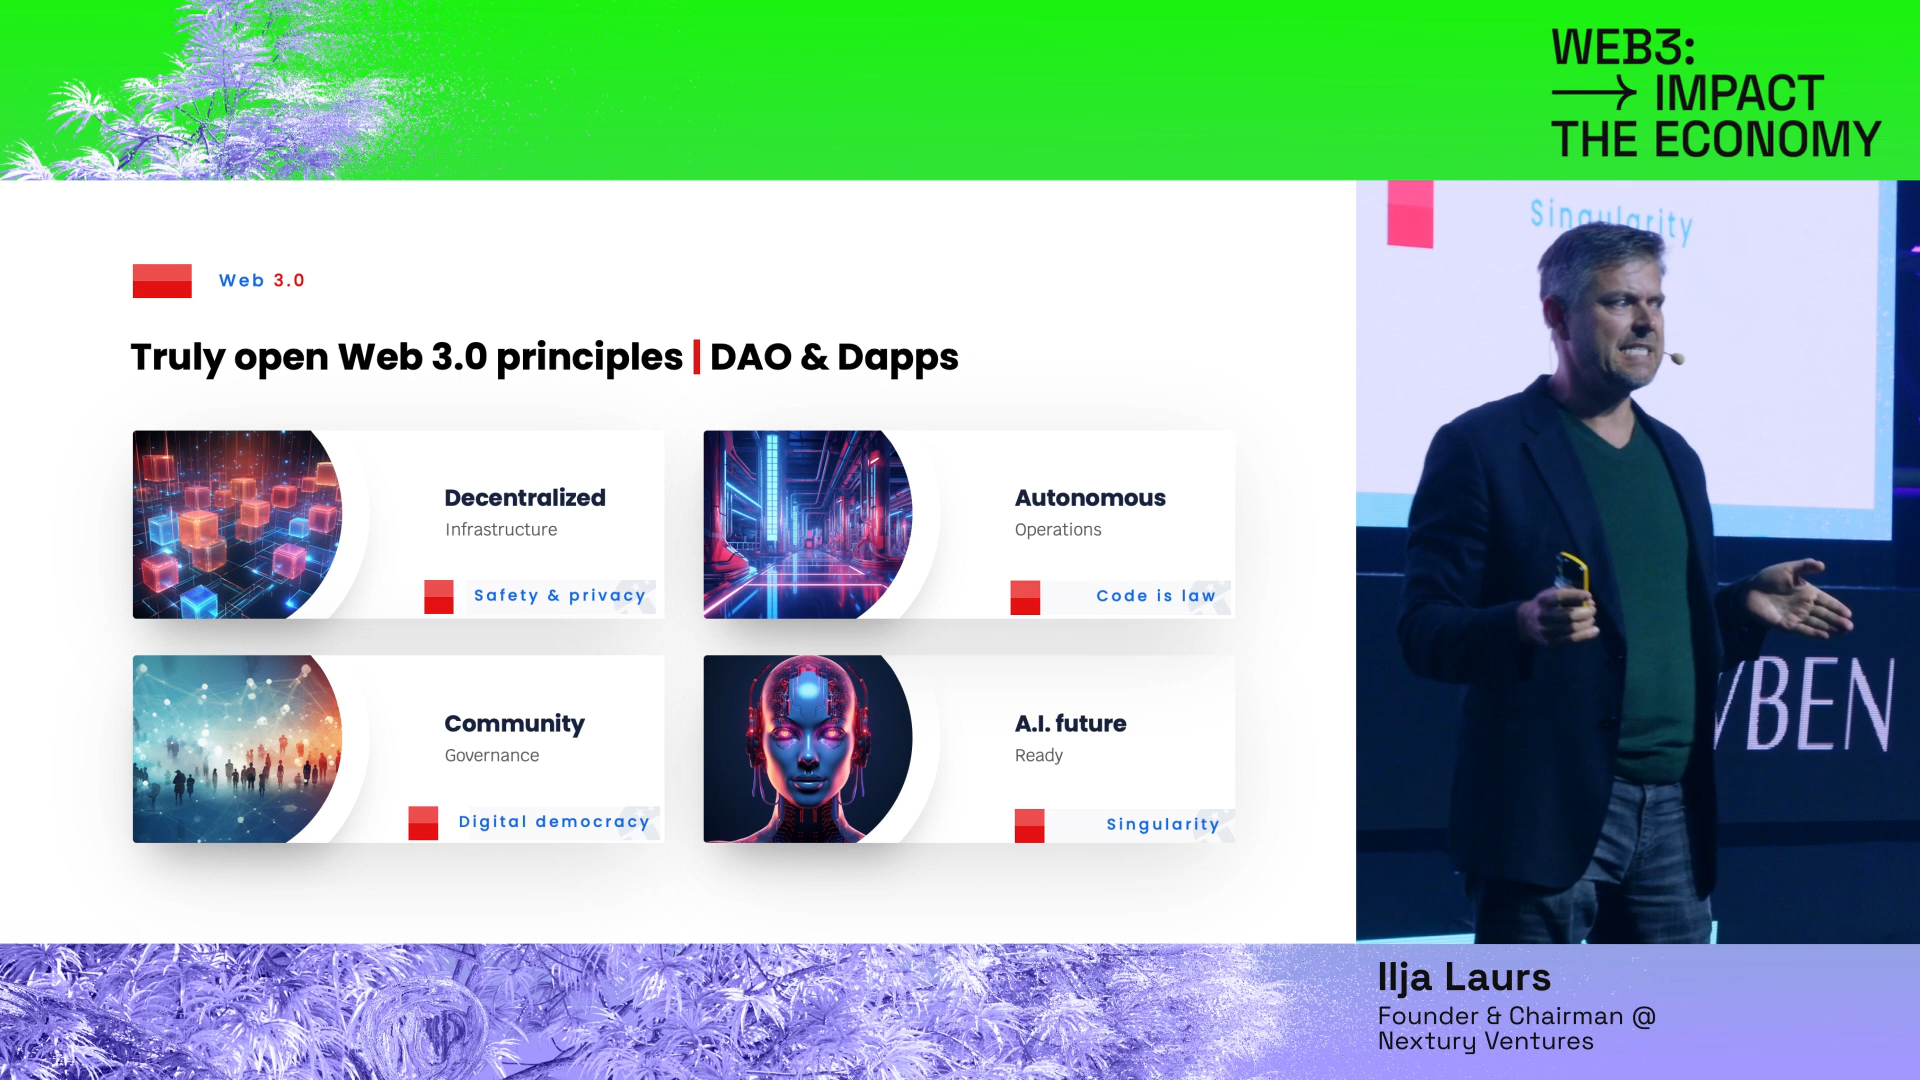 WEB3:
→ IMPACT
THE ECONOMY
Web 3.0
Truly open Web 3.0 principles | DAO & Dapps
Decentralized
Infrastructure
Safety & privacy
Autonomous
Operations
Code is law
Community
Governance
Digital democracy
A.I. future
Ready
Singularity
Singularity
VBEN
Ilja Laurs
Founder & Chairman @
Nextury Ventures